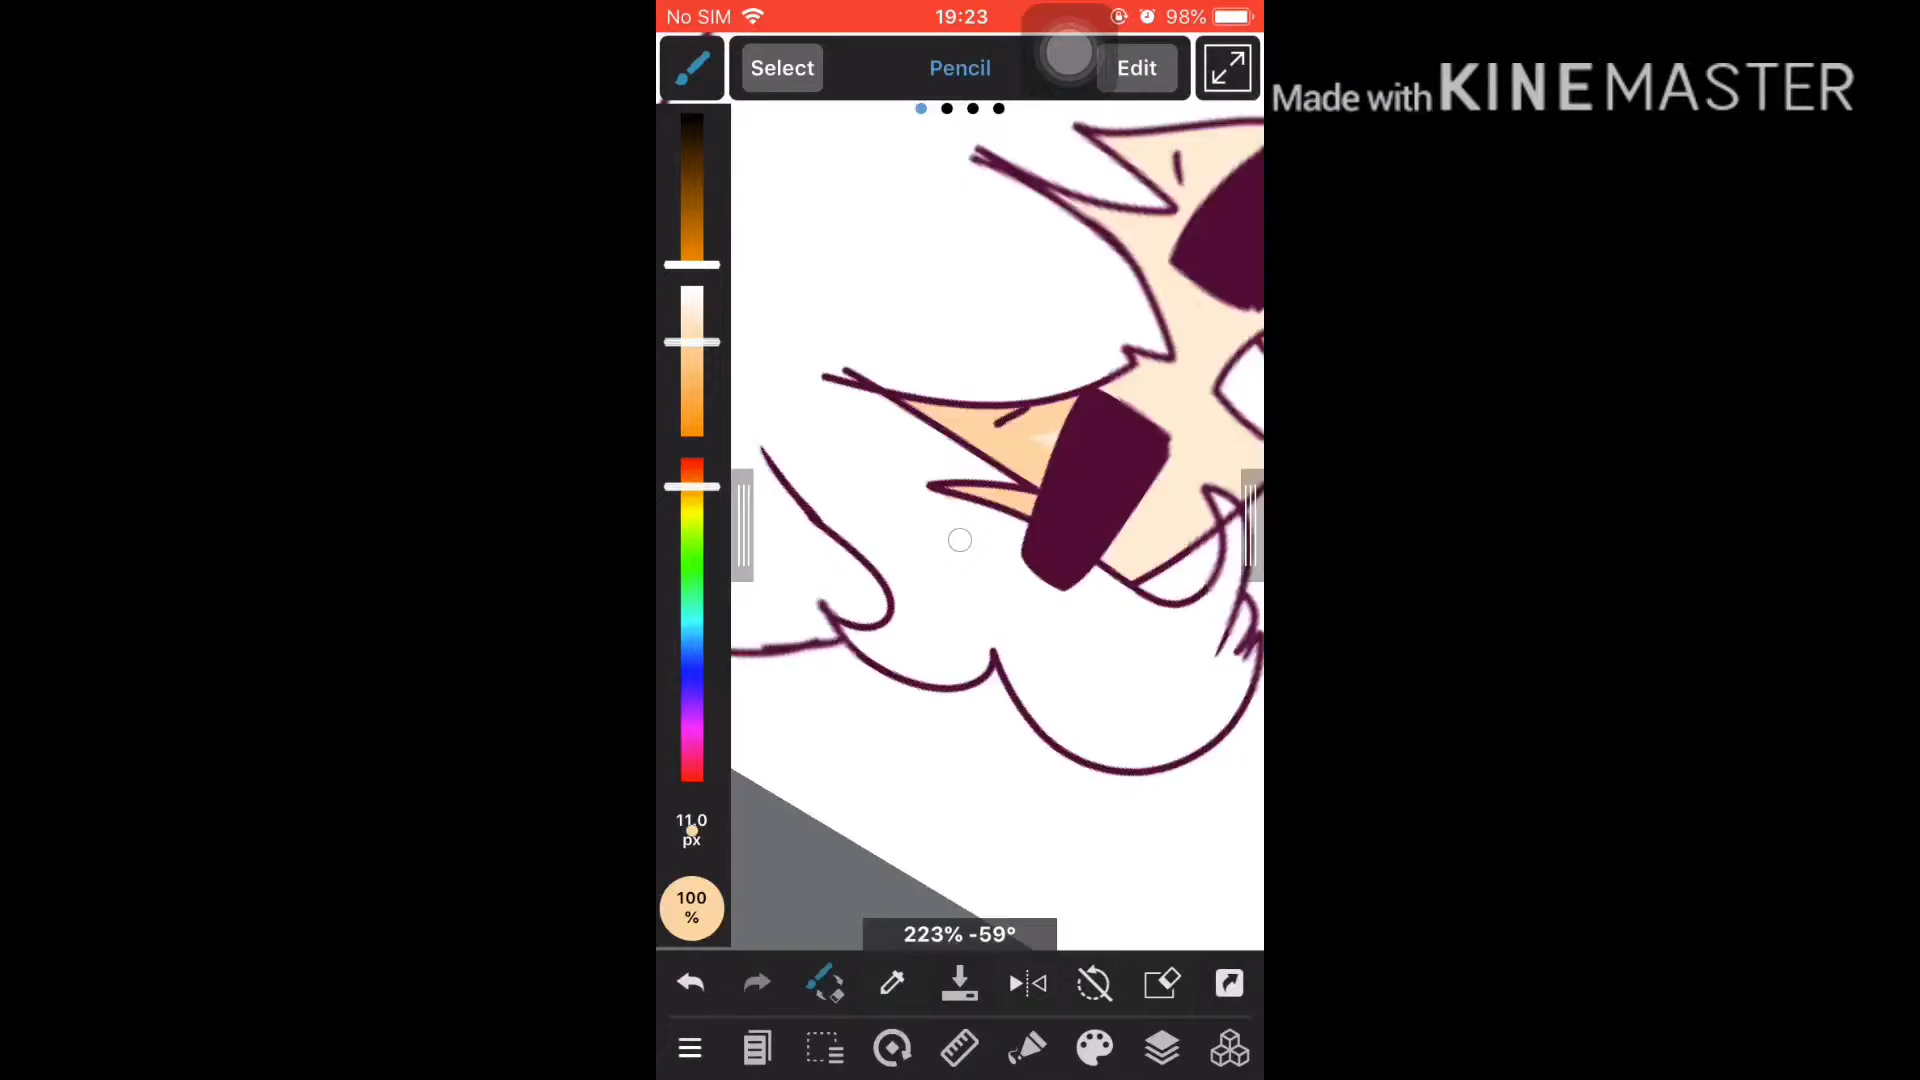 No SIM 19:23 98%
Select Pencil Edit
Made with KINEMASTER
11.0
px
100
%
223% -59°